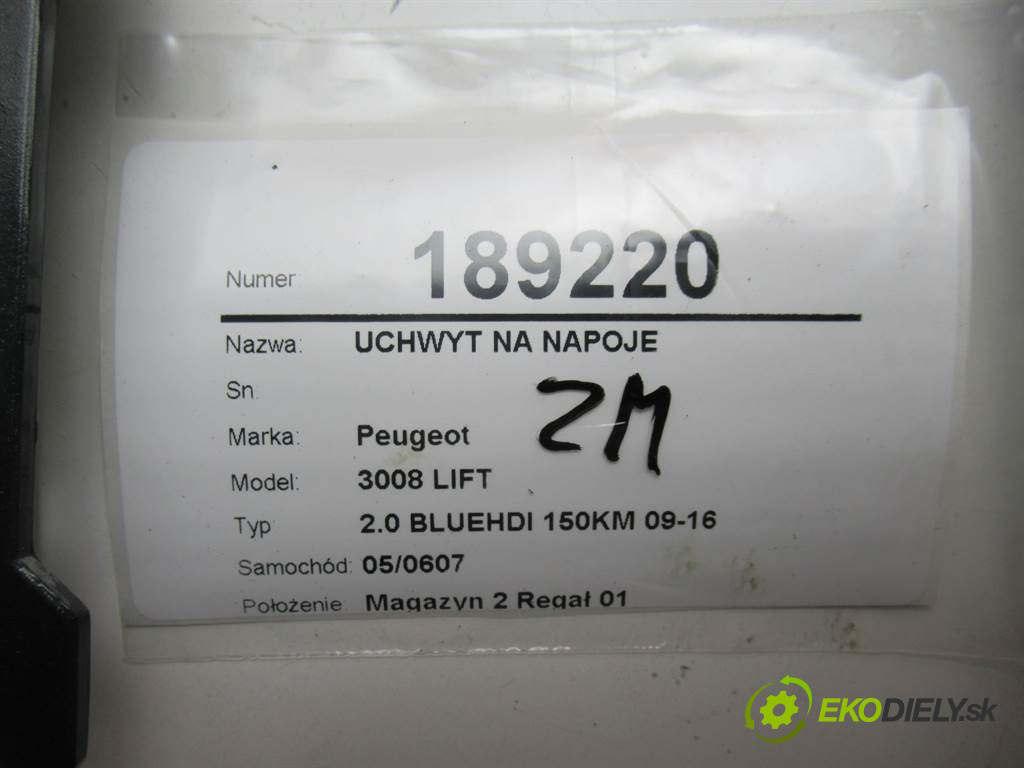 Numer 189220
Nazwa: UCHWYT NA NAPOJE
Sn.
ZM
Marka: Peugeot
Model: 3008 LIFT
Typ 2.0 BLUEHDI 150KM 09-16
Samochód: 05/0607
Położenie Magazyn 2 Regał 01
EKODIELY.sk